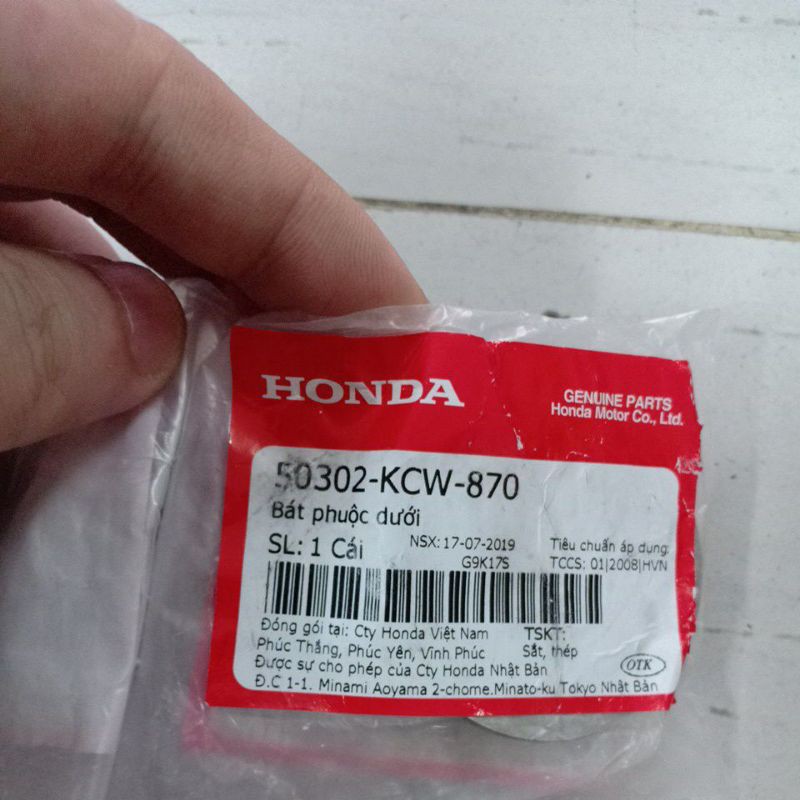 HONDA
GENUINE PARTS
Honda Motor Co., Ltd.
50302-KCW-870
Bát phuộc dưới
SL: 1 Cái
NSX: 17-07-2019
G9K17S
Tiêu chuẩn áp dụng:
TCCS: 01|2008|HVN
Đóng gói tại: Cty Honda Việt Nam
Phúc Thắng, Phúc Yên, Vĩnh Phúc
TSKT:
Sắt, thép
Được sự cho phép của Cty Honda Nhật Bản
Đ.C 1-1. Minami Aoyama 2-chome.Minato-ku Tokyo Nhật Bản
OTK